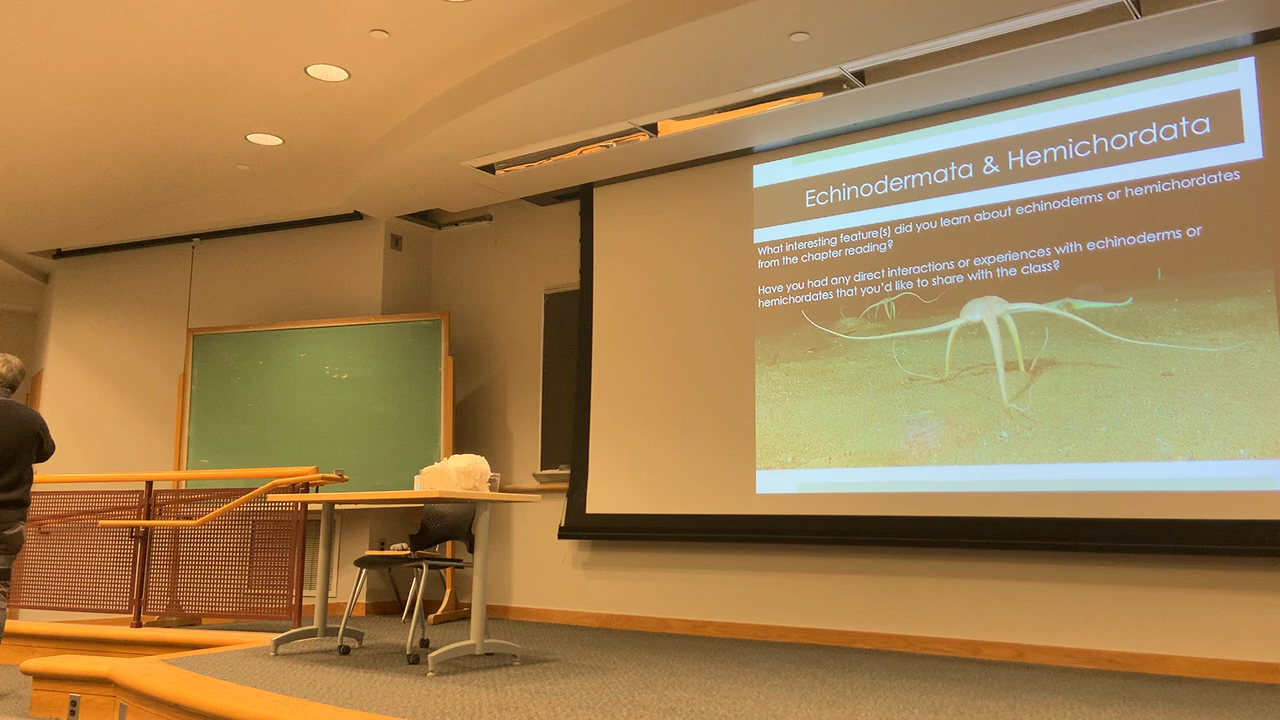 Echinodermata & Hemichordata
What interesting feature(s) did you learn about echinoderms or hemichordates
from the chapter reading?
Have you had any direct interactions or experiences with echinoderms or
hemichordates that you'd like to share with the class?